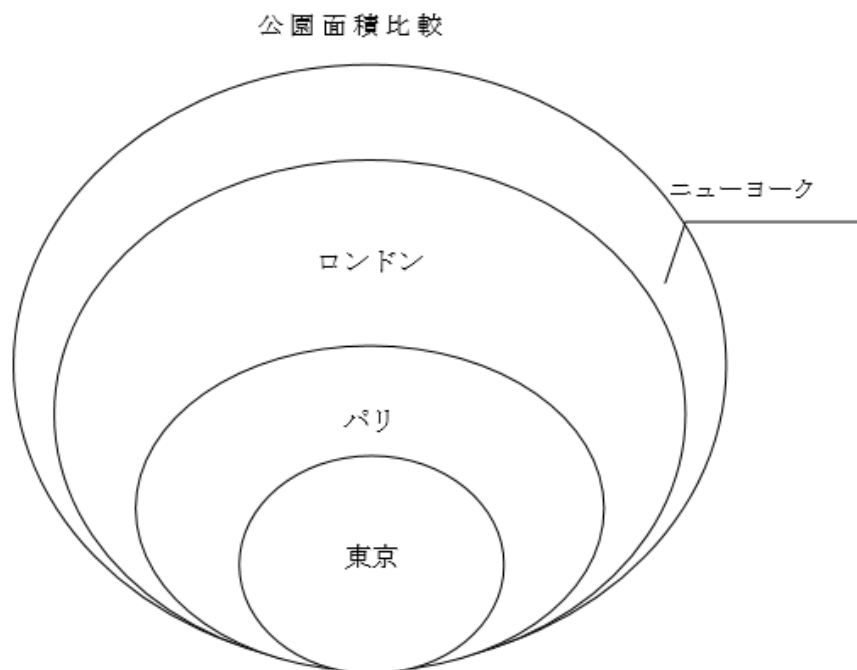 公園面積比較
ニューヨーク
ロンドン
パリ
東京